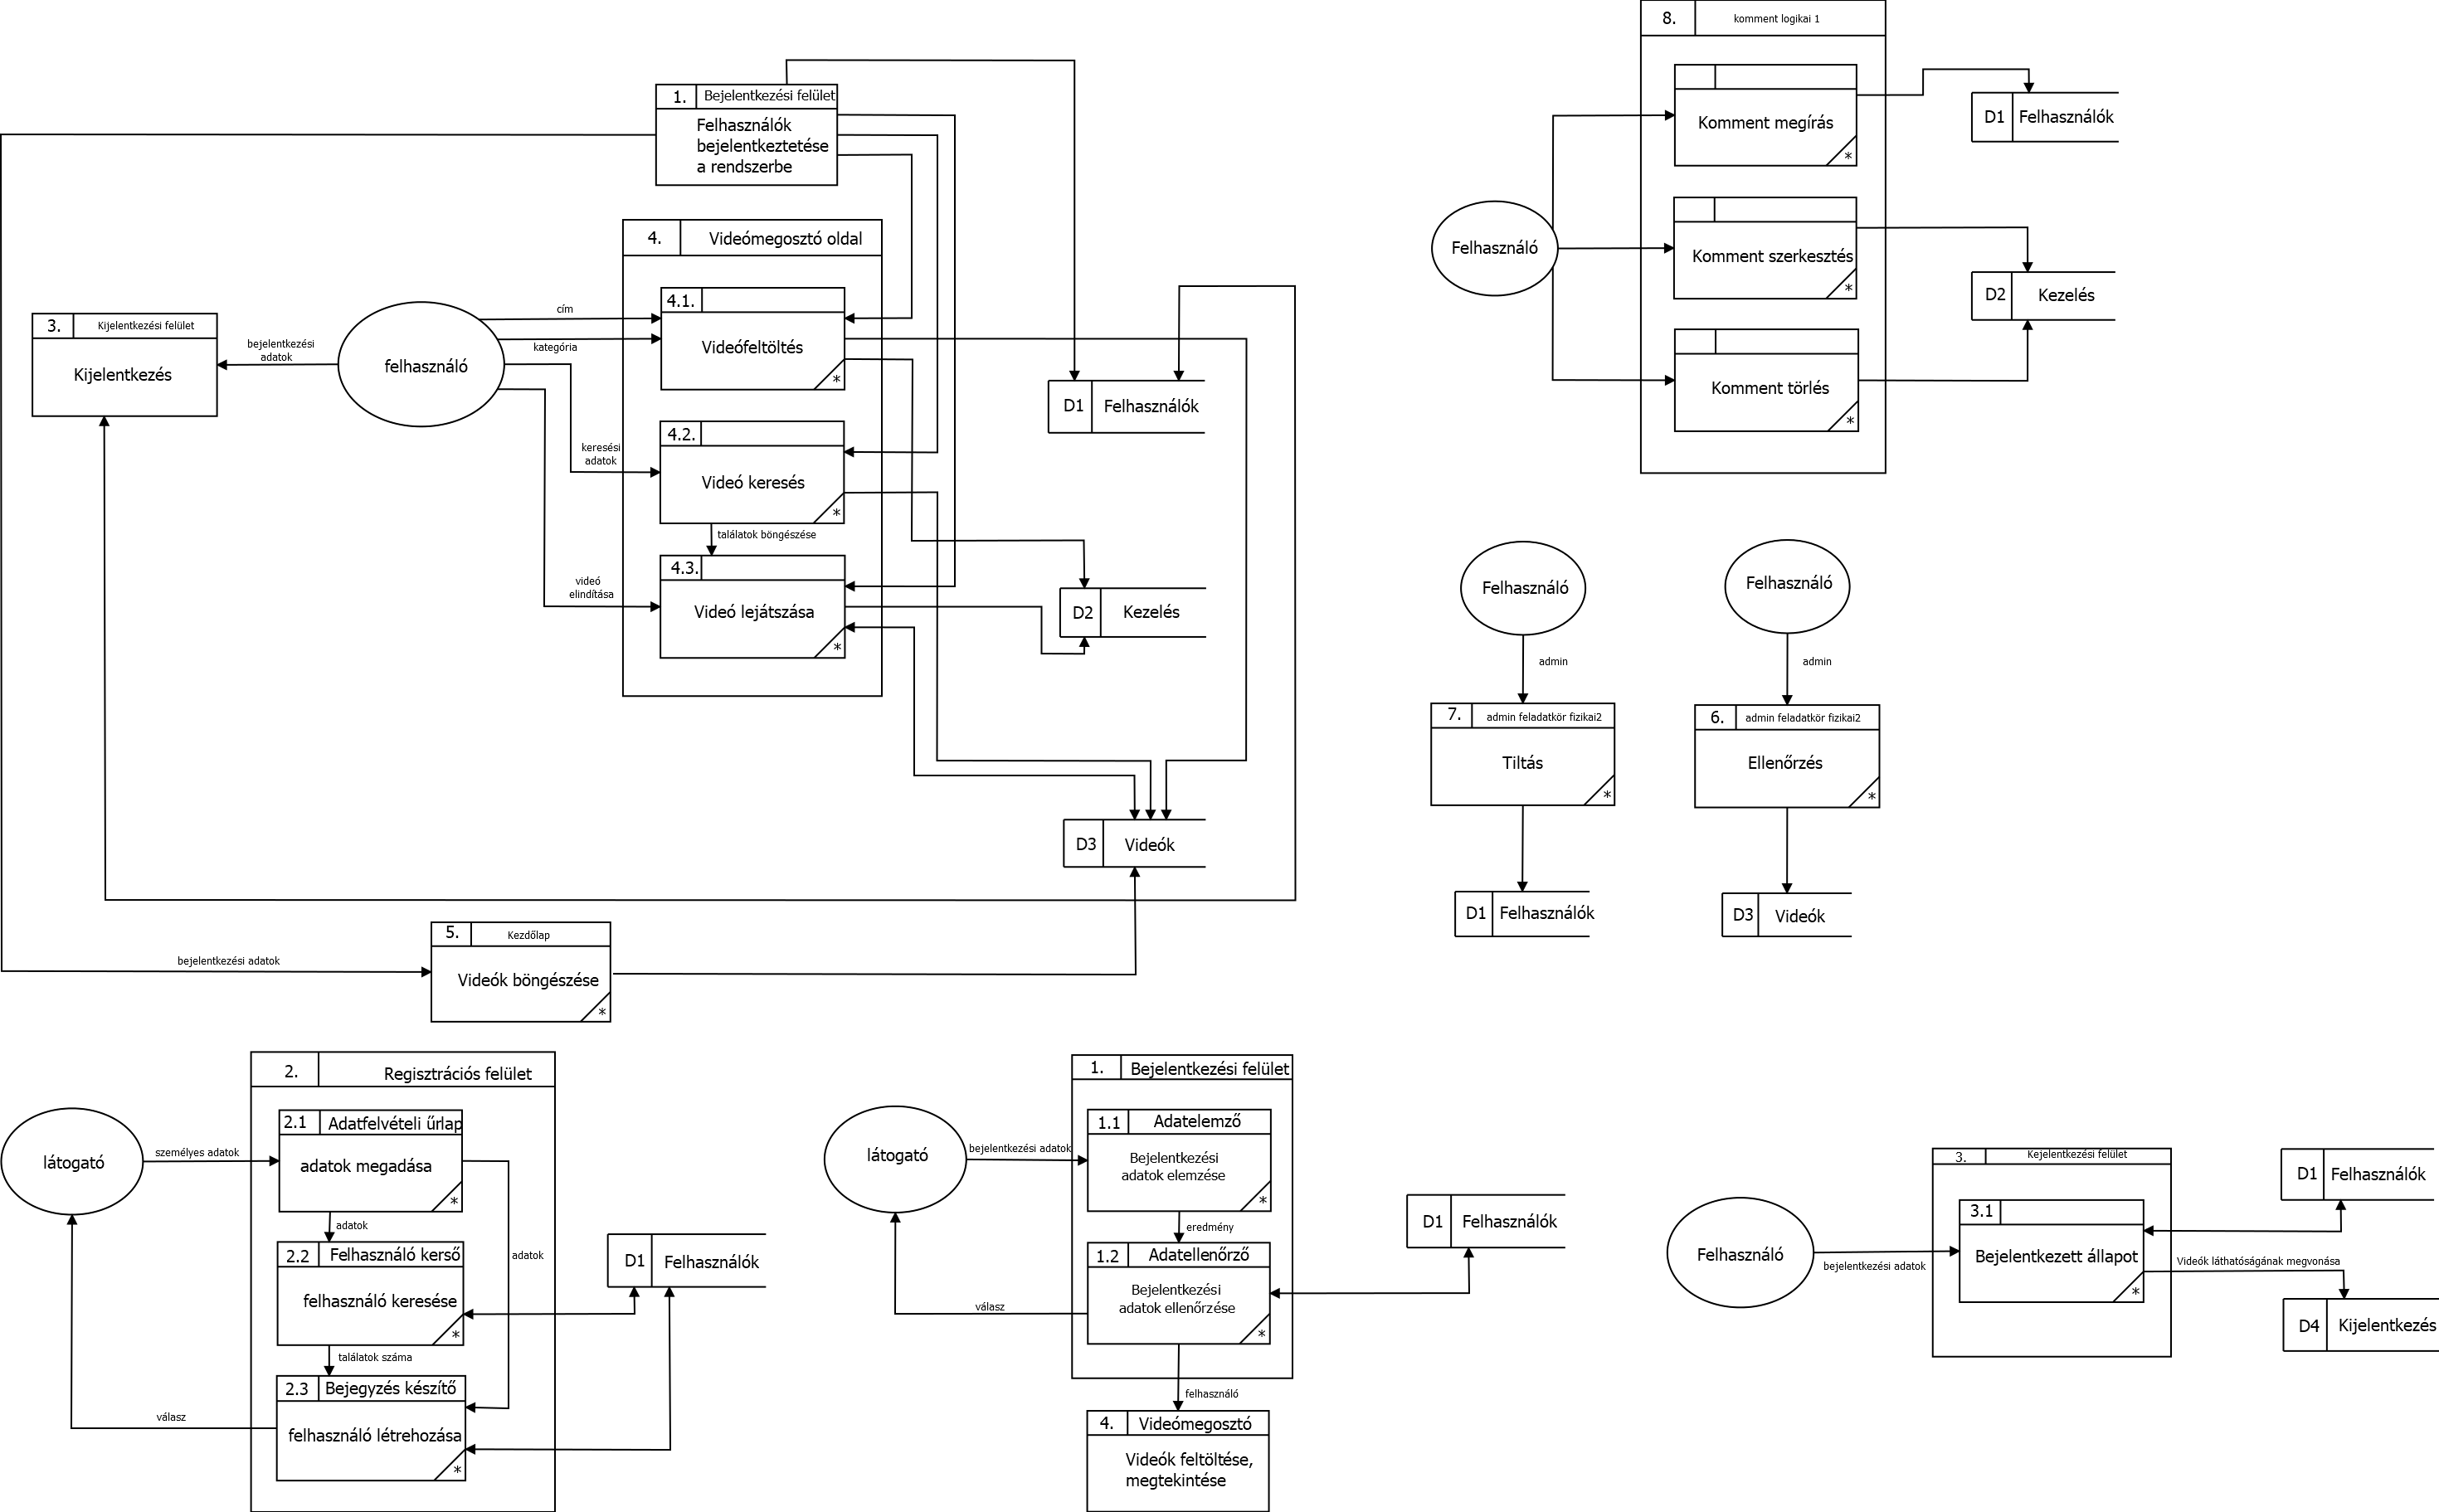 1.
Bejelentkezési felület
Felhasználók
bejelentkeztetése
a rendszerbe
4.
Videómegosztó oldal
3.
Kijelentkezési felület
Kijelentkezés
bejelentkezési
adatok
felhasználó
cím
kategória
keresési
adatok
videó
elindítása
4.1.
Videófeltöltés
*
4.2.
Videó keresés
*
találatok böngészése
4.3.
Videó lejátszása
*
D1
Felhasználók
D2
Kezelés
D3
Videók
bejelentkezési adatok
5.
Kezdőlap
Videók böngészése
*
8.
komment logikai 1
Felhasználó
Komment megírás
*
Komment szerkesztés
*
Komment törlés
*
D1
Felhasználók
D2
Kezelés
Felhasználó
admin
7.
admin feladatkör fizikai2
Tiltás
*
D1
Felhasználók
Felhasználó
admin
6.
admin feladatkör fizikai2
Ellenőrzés
*
D3
Videók
2.
Regisztrációs felület
látogató
személyes adatok
2.1
Adatfelvételi űrlap
adatok megadása
*
adatok
adatok
2.2
Felhasználó kerső
felhasználó keresése
*
találatok száma
2.3
Bejegyzés készítő
felhasználó létrehozása
*
válasz
D1
Felhasználók
1.
Bejelentkezési felület
látogató
bejelentkezési adatok
1.1
Adatelemző
Bejelentkezési
adatok elemzése
*
eredmény
1.2
Adatellenőrző
Bejelentkezési
adatok ellenőrzése
*
válasz
felhasználó
4.
Videómegosztó
Videók feltöltése,
megtekintése
D1
Felhasználók
3.
Kejelentkezési felület
Felhasználó
bejelentkezési adatok
3.1
Bejelentkezett állapot
*
Videók láthatóságának megvonása
D1
Felhasználók
D4
Kijelentkezés